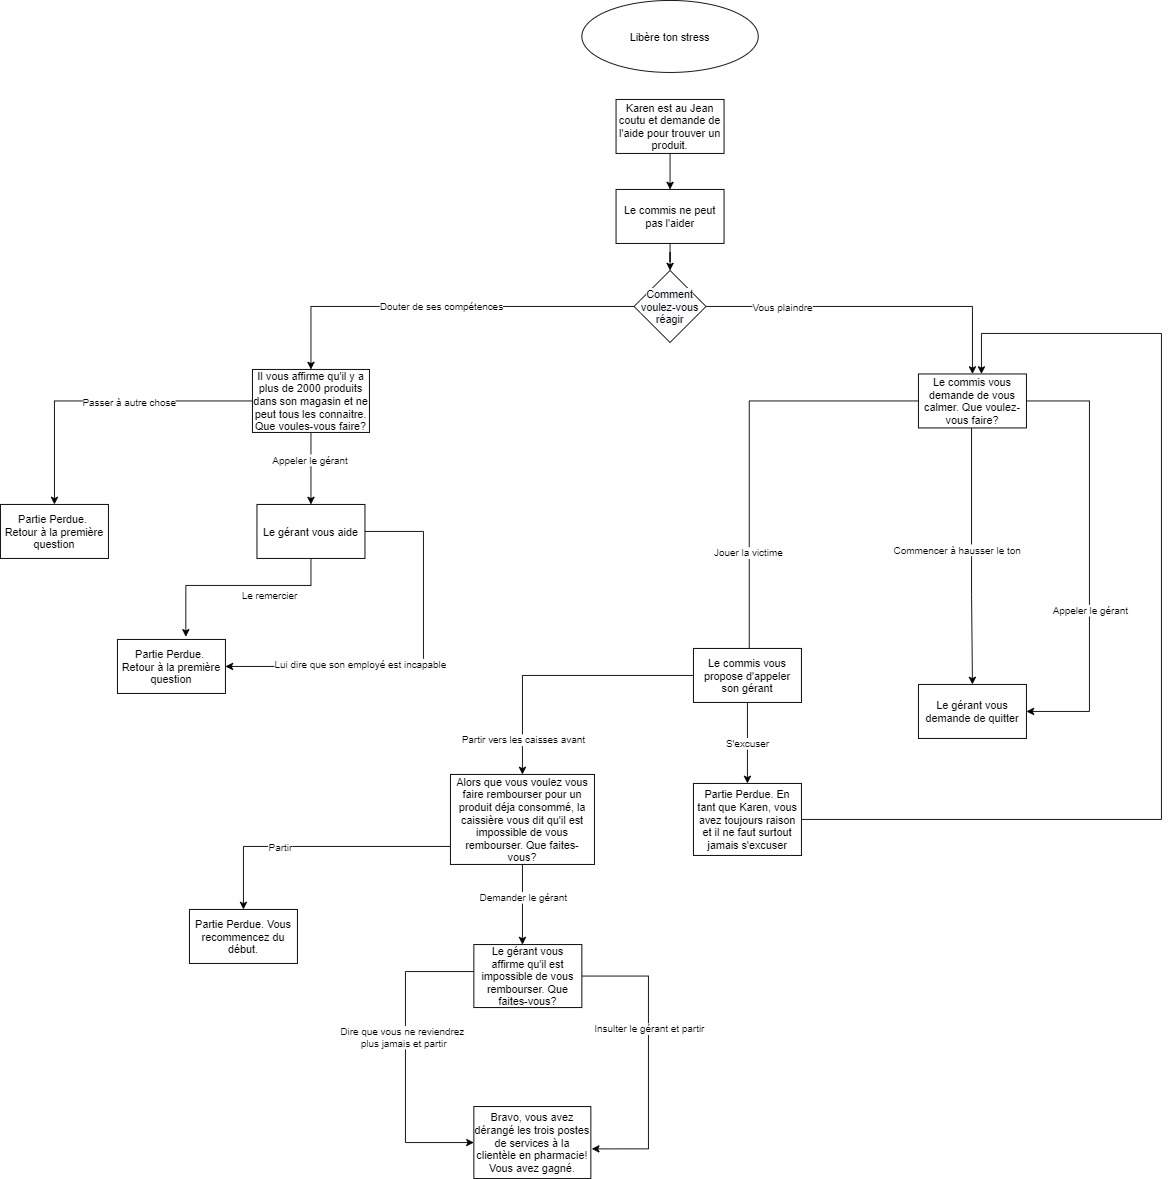 Libère ton stress
Karen est au Jean
coutu et demande de
l'aide pour trouver un
produit.
Le commis ne peut
pas l'aider
Comment
voulez-vous
réagir
Douter de ses compétences
Vous plaindre
Il vous affirme qu'il y a
plus de 2000 produits
dans son magasin et ne
peut tous les connaitre.
Que voules-vous faire?
Le commis vous
demande de vous
calmer. Que voulez-
vous faire?
Passer à autre chose
Appeler le gérant
Partie Perdue.
Retour à la première
question
Le gérant vous aide
Jouer la victime
Commencer à hausser le ton
Appeler le gérant
Le remercier
Partie Perdue.
Retour à la première
question
Lui dire que son employé est incapable
Le commis vous
propose d'appeler
son gérant
Le gérant vous
demande de quitter
Partir vers les caisses avant
S'excuser
Alors que vous voulez vous
faire rembourser pour un
produit déja consommé, la
caissière vous dit qu'il est
impossible de vous
rembourser. Que faites-
vous?
Partie Perdue. En
tant que Karen, vous
avez toujours raison
et il ne faut surtout
jamais s'excuser
Partir
Demander le gérant
Partie Perdue. Vous
recommencez du
début.
Le gérant vous
affirme qu'il est
impossible de vous
rembourser. Que
faites-vous?
Dire que vous ne reviendrez
plus jamais et partir
Insulter le gérant et partir
Bravo, vous avez
dérangé les trois postes
de services à la
clientèle en pharmacie!
Vous avez gagné.